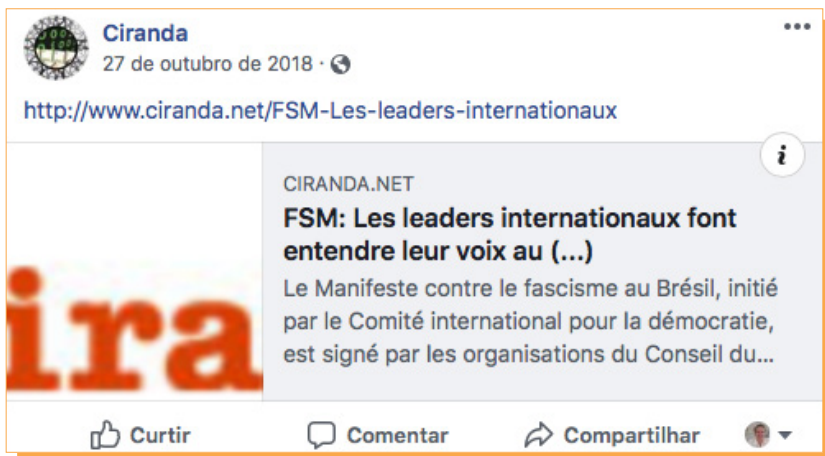 Ciranda
27 de outubro de 2018 ·
http://www.ciranda.net/FSM-Les-leaders-internationaux
CIRANDA.NET
FSM: Les leaders internationaux font
entendre leur voix au (...)
Le Manifeste contre le fascisme au Brésil, initié
par le Comité international pour la démocratie,
est signé par les organisations du Conseil du...
ira
Curtir Comentar Compartilhar